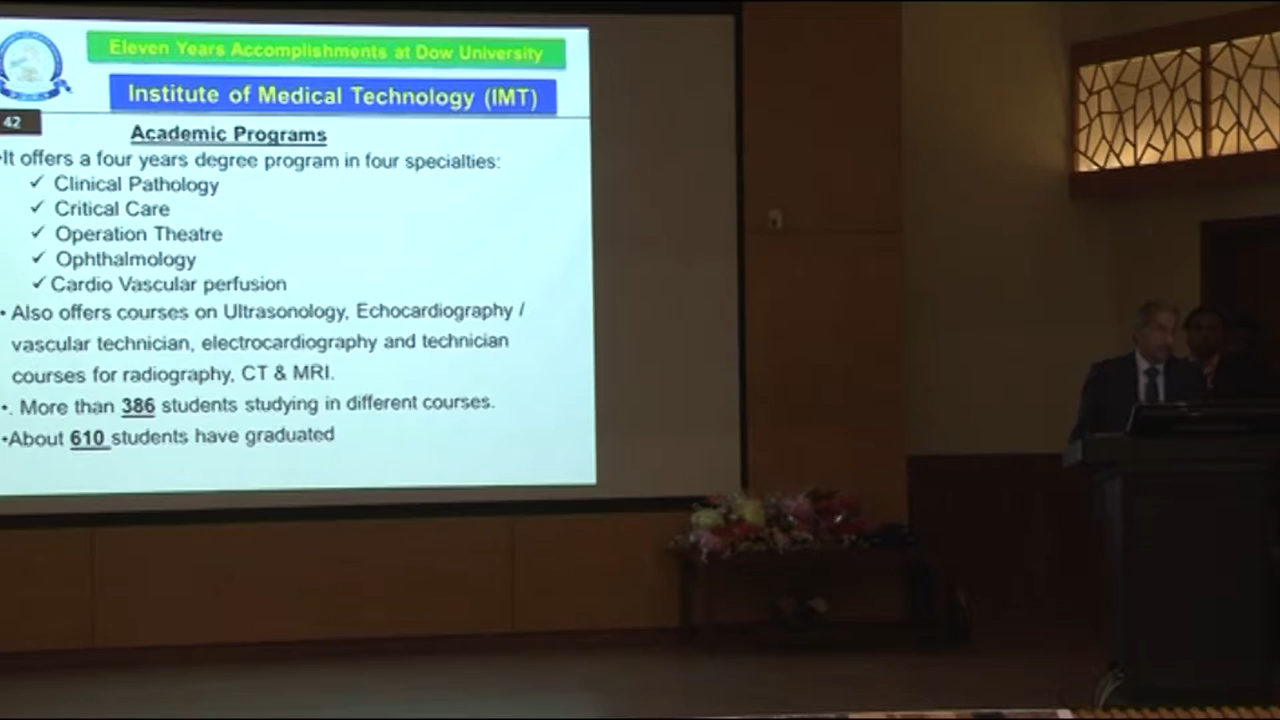 Eleven Years Accomplishments at Dow University
Institute of Medical Technology (IMT)
42
Academic Programs
•It offers a four years degree program in four specialties:
✓ Clinical Pathology
✓ Critical Care
✓ Operation Theatre
✓ Ophthalmology
✓ Cardio Vascular perfusion
• Also offers courses on Ultrasonology, Echocardiography /
vascular technician, electrocardiography and technician
courses for radiography, CT & MRI.
•. More than 386 students studying in different courses.
•About 610 students have graduated